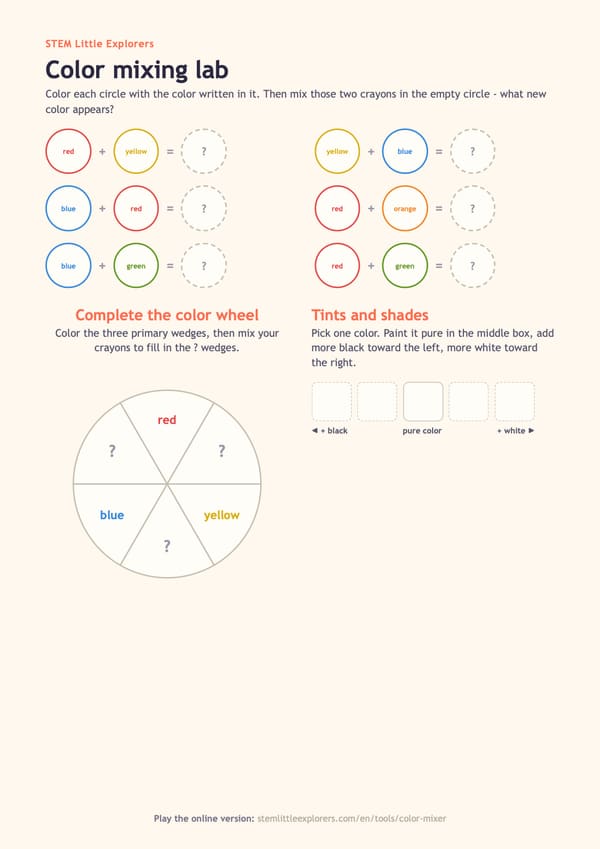 STEM Little Explorers
Color mixing lab
Color each circle with the color written in it. Then mix those two crayons in the empty circle - what new
color appears?
red + yellow = ?
yellow + blue = ?
blue + red = ?
red + orange = ?
blue + green = ?
red + green = ?
Complete the color wheel
Color the three primary wedges, then mix your
crayons to fill in the ? wedges.
red
? ?
blue yellow
?
Tints and shades
Pick one color. Paint it pure in the middle box, add
more black toward the left, more white toward
the right.
◄ + black pure color + white ►
Play the online version: stemlittleexplorers.com/en/tools/color-mixer